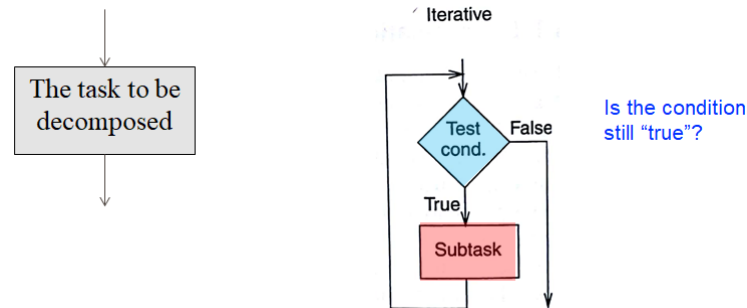 Iterative
The task to be
decomposed
Test
cond.
False
Is the condition
still “true”?
True
Subtask